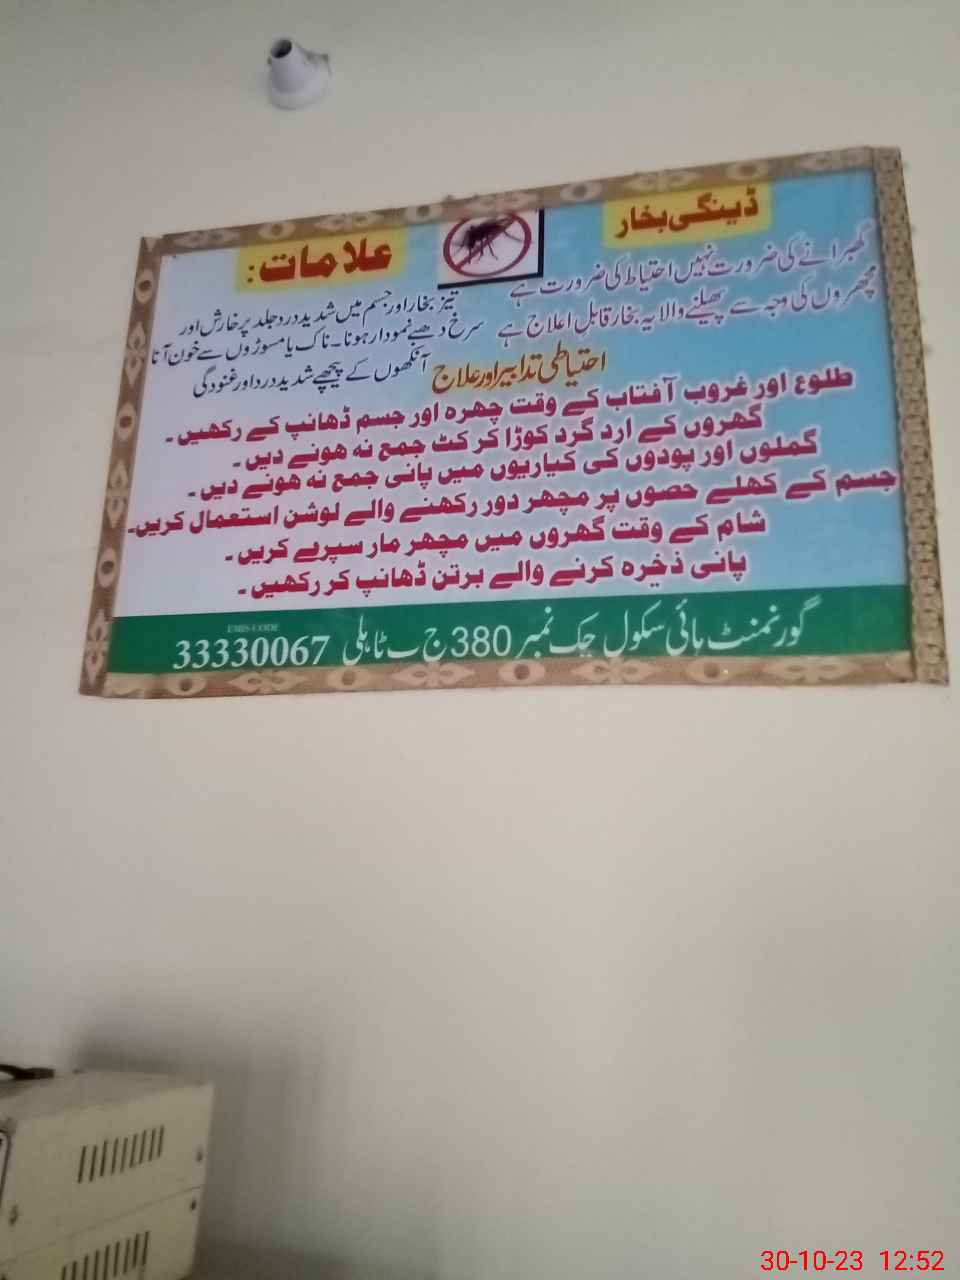 ڈینگی بخار
گھبرانے کی ضرورت نہیں احتیاط کی ضرورت ہے
مچھروں کی وجہ سے پھیلنے والا یہ بخار قابل علاج ہے
علامات:
تیز بخار اور جسم میں شدید درد جلد پر خارش اور
سرخ دھبے نمودار ہونا۔ ناک یا مسوڑوں سے خون آنا
آنکھوں کے پیچھے شدید درد اور غنودگی
احتیاطی تدابیر اور علاج
طلوع اور غروب آفتاب کے وقت چھرہ اور جسم ڈھانپ کے رکھیں۔
گھروں کے ارد گرد کوڑا کرکٹ جمع نہ ھونے دیں۔
گملوں اور پودوں کی کیاریوں میں پانی جمع نہ ھونے دیں۔
جسم کے کھلے حصوں پر مچھر دور رکھنے والے لوشن استعمال کریں۔
شام کے وقت گھروں میں مچھر مار سپرے کریں۔
پانی ذخیرہ کرنے والے برتن ڈھانپ کر رکھیں۔
گورنمنٹ ہائی سکول چک نمبر 380 ج ب ٹاہلی
EMIS CODE
33330067
30-10-23 12:52